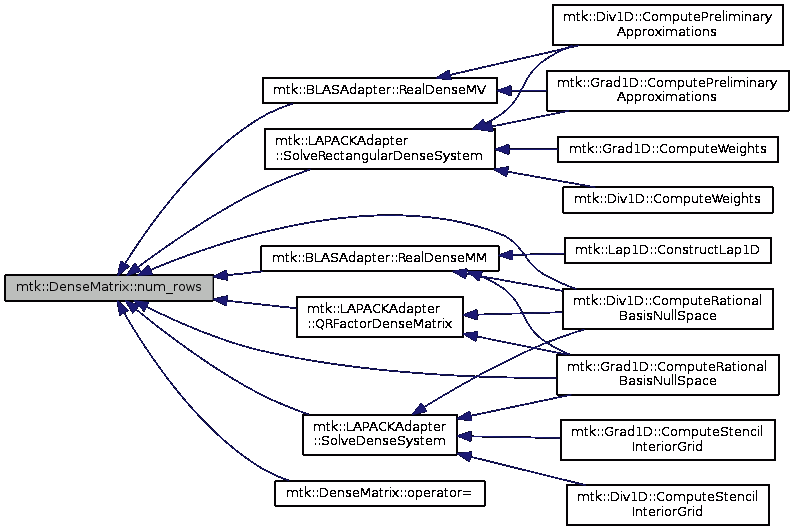 mtk::Div1D::ComputePreliminary
Approximations
mtk::BLASAdapter::RealDenseMV
mtk::Grad1D::ComputePreliminary
Approximations
mtk::LAPACKAdapter
::SolveRectangularDenseSystem
mtk::Grad1D::ComputeWeights
mtk::Div1D::ComputeWeights
mtk::BLASAdapter::RealDenseMM
mtk::Lap1D::ConstructLap1D
mtk::DenseMatrix::num_rows
mtk::LAPACKAdapter
::QRFactorDenseMatrix
mtk::Div1D::ComputeRational
BasisNullSpace
mtk::Grad1D::ComputeRational
BasisNullSpace
mtk::LAPACKAdapter
::SolveDenseSystem
mtk::Grad1D::ComputeStencil
InteriorGrid
mtk::DenseMatrix::operator=
mtk::Div1D::ComputeStencil
InteriorGrid